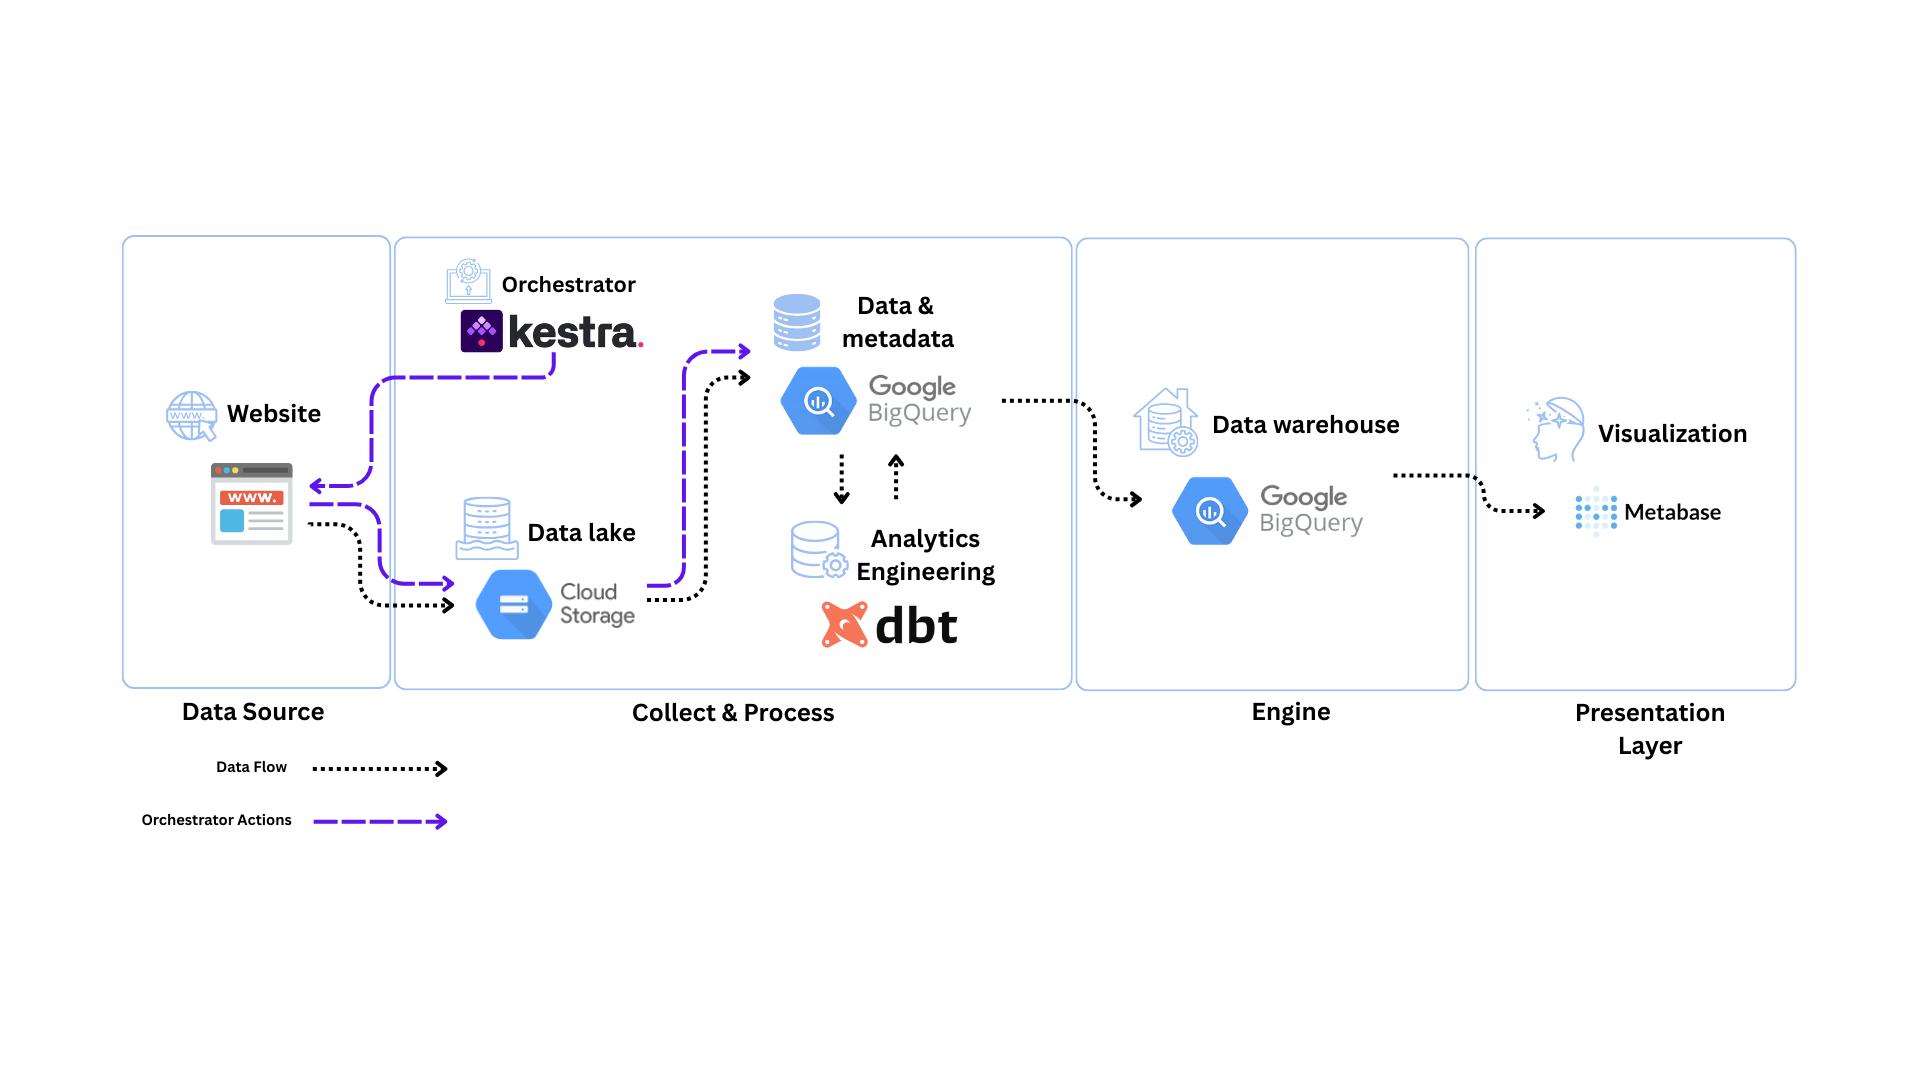 Website
www.
www.
Data Source
Orchestrator
kestra.
Data lake
Cloud
Storage
Data &
metadata
Google
BigQuery
Analytics
Engineering
dbt
Collect & Process
Data warehouse
Google
BigQuery
Engine
Visualization
Metabase
Presentation
Layer
Data Flow
Orchestrator Actions